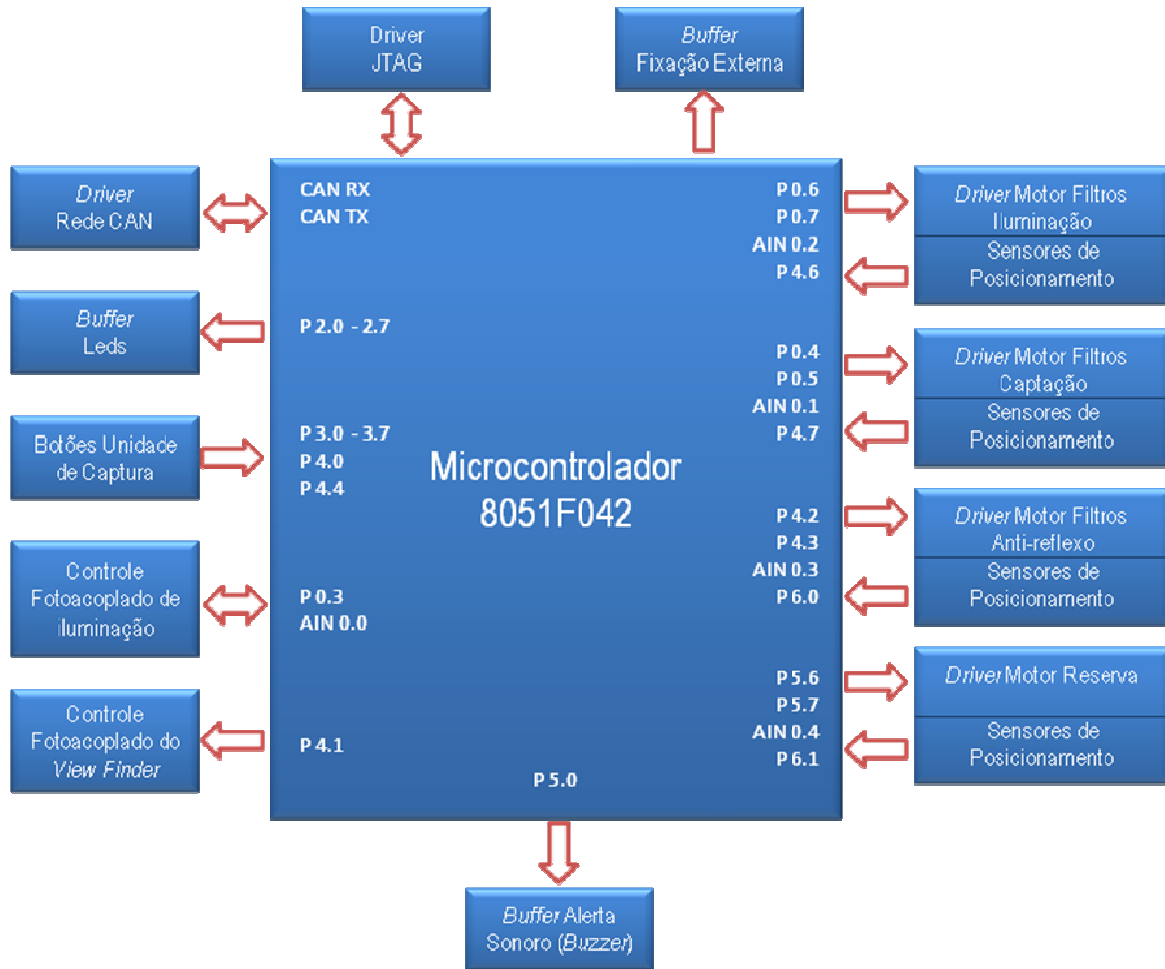 Driver
JTAG
Buffer
Fixação Externa
Driver
Rede CAN
Buffer
Leds
Botões Unidade
de Captura
Controle
Fotoacoplado de
iluminação
Controle
Fotoacoplado do
View Finder
CAN RX
CAN TX
P 2.0 - 2.7
P 3.0 - 3.7
P 4.0
P 4.4
P 0.3
AIN 0.0
P 4.1
Microcontrolador
8051F042
P 5.0
P 0.6
P 0.7
AIN 0.2
P 4.6
P 0.4
P 0.5
AIN 0.1
P 4.7
P 4.2
P 4.3
AIN 0.3
P 6.0
P 5.6
P 5.7
AIN 0.4
P 6.1
Driver Motor Filtros
Iluminação
Sensores de
Posicionamento
Driver Motor Filtros
Captação
Sensores de
Posicionamento
Driver Motor Filtros
Anti-reflexo
Sensores de
Posicionamento
Driver Motor Reserva
Sensores de
Posicionamento
Buffer Alerta
Sonoro (Buzzer)